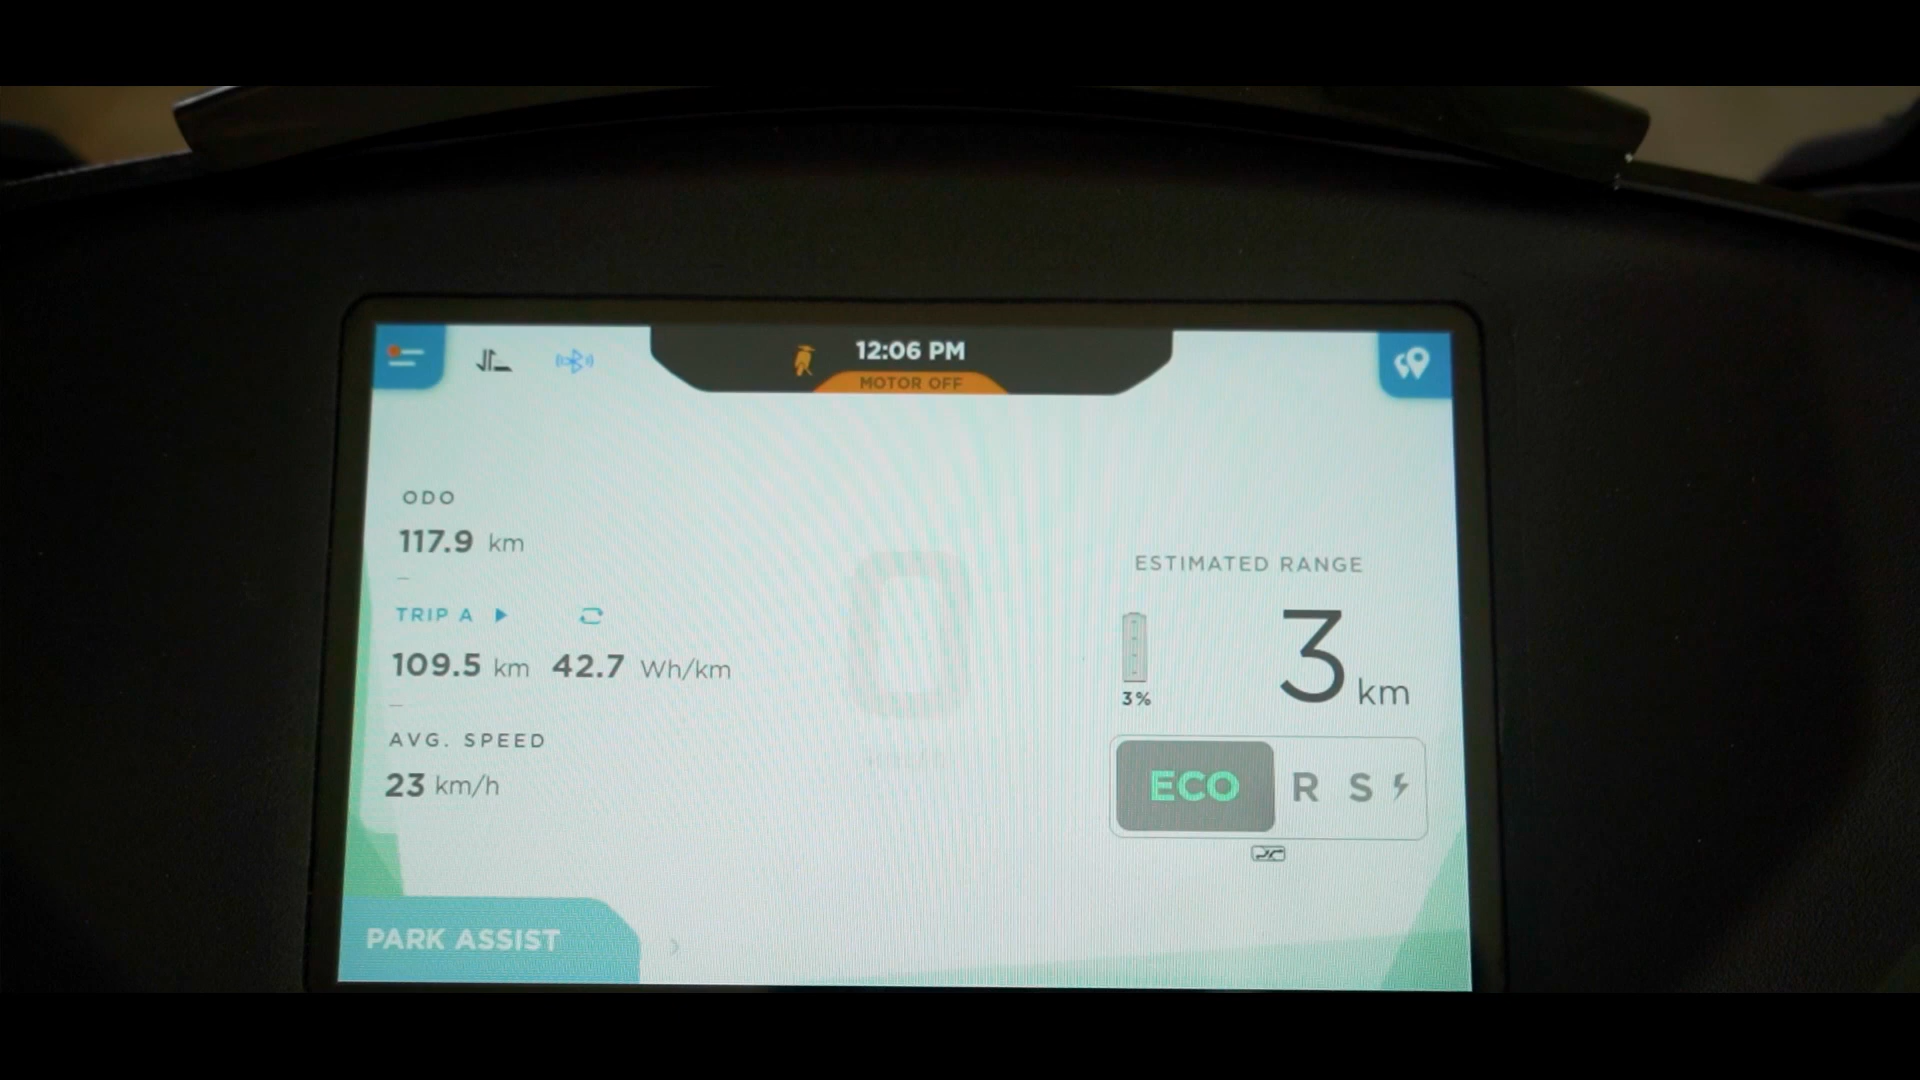 12:06 PM
MOTOR OFF
ODO
117.9 km
TRIP A
109.5 km 42.7 Wh/km
AVG. SPEED
23 km/h
ESTIMATED RANGE
3 km
3%
ECO R S
PARK ASSIST